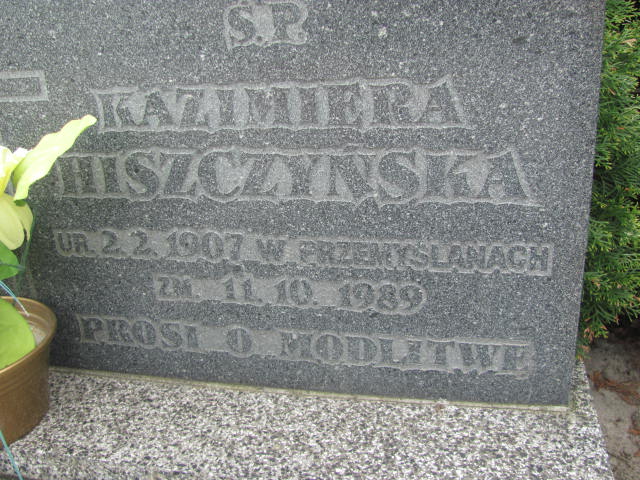 Ś.P.
KAZIMIERA
HISZCZYŃSKA
UR. 2. 2. 1907 W PRZEMYŚLANACH
ZM. 11. 10. 1989
PROSI O MODLITWĘ